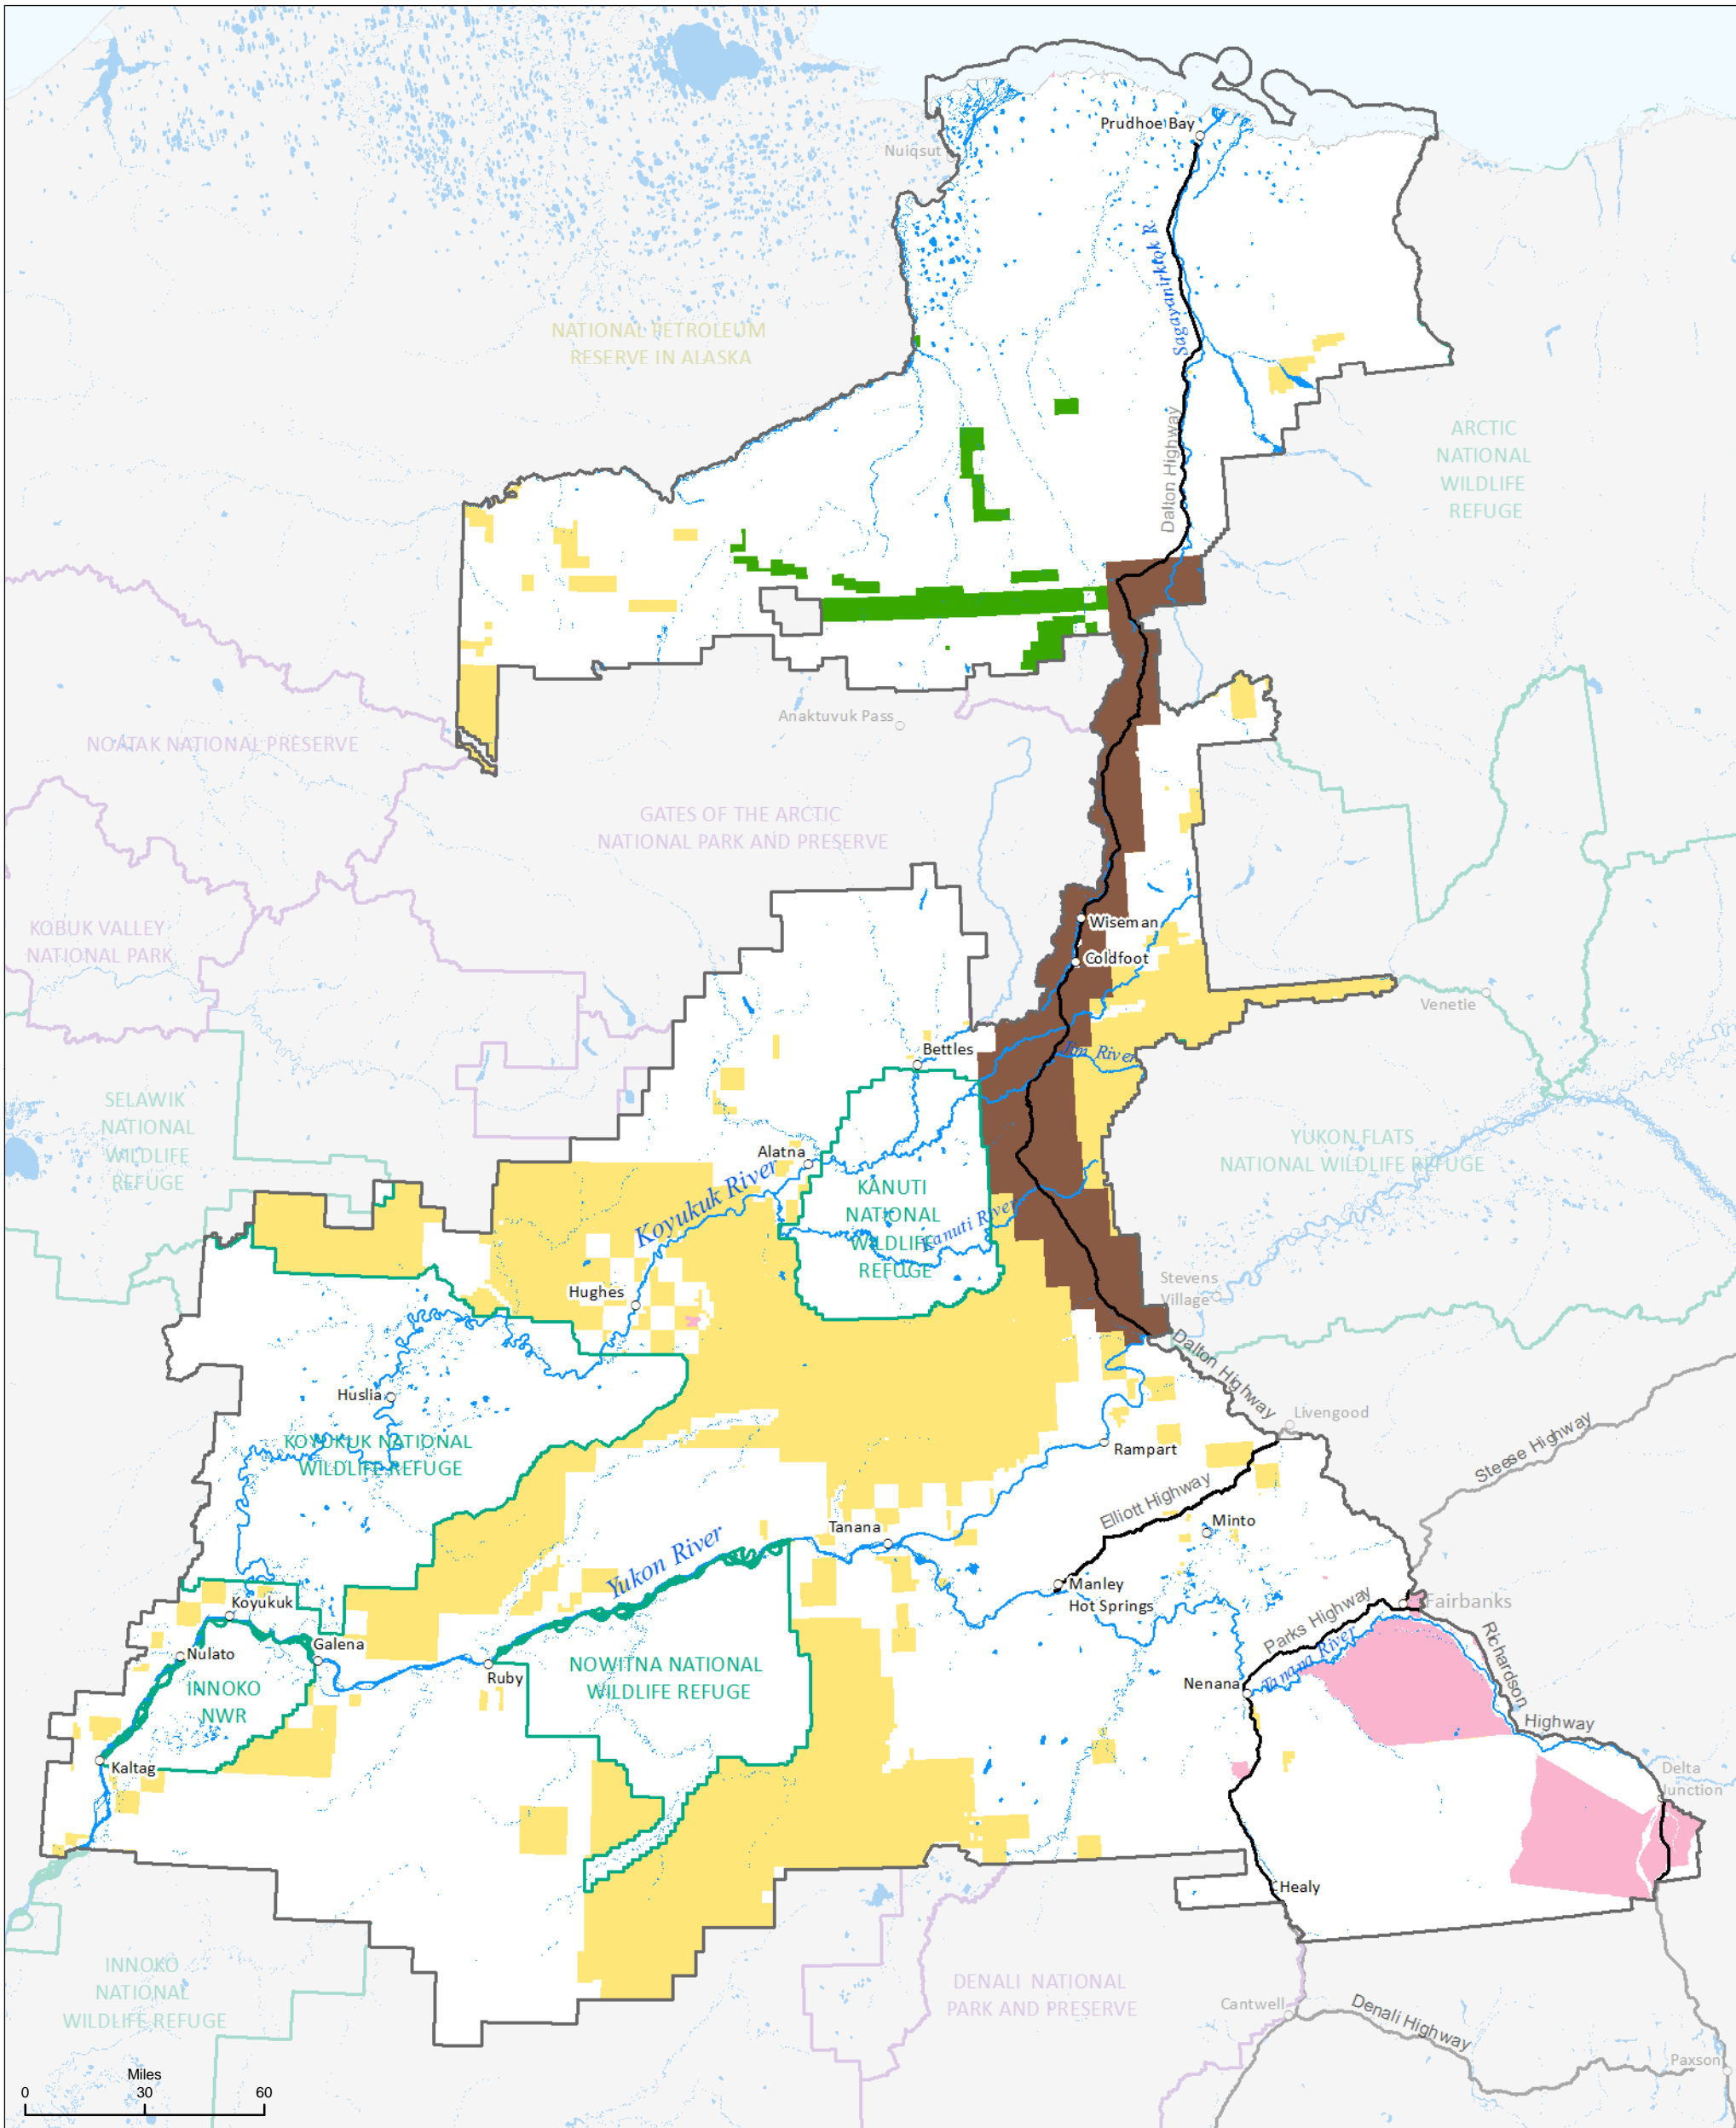 Prudhoe Bay
Nuiqsut
Sagavanirktok R
NATIONAL PETROLEUM
RESERVE IN ALASKA
Dalton Highway
ARCTIC
NATIONAL
WILDLIFE
REFUGE
Anaktuvuk Pass
NOATAK NATIONAL PRESERVE
GATES OF THE ARCTIC
NATIONAL PARK AND PRESERVE
KOBUK VALLEY
NATIONAL PARK
Wiseman
Coldfoot
Venetie
Bettles
Jim River
SELAWIK
NATIONAL
WILDLIFE
REFUGE
YUKON FLATS
NATIONAL WILDLIFE REFUGE
Alatna
Koyukuk River
KANUTI
NATIONAL
WILDLIFE
REFUGE
Kanuti River
Hughes
Stevens
Village
Dalton Highway
Huslia
Livengood
KOYUKUK NATIONAL
WILDLIFE REFUGE
Rampart
Steese Highway
Elliott Highway
Minto
Tanana
Yukon River
Manley
Hot Springs
Koyukuk
Fairbanks
Parks Highway
Galena
Nulato
Ruby
NOWITNA NATIONAL
WILDLIFE REFUGE
Tanana River
Richardson
Highway
INNOKO
NWR
Nenana
Kaltag
Delta
Junction
Healy
INNOKO
NATIONAL
WILDLIFE REFUGE
DENALI NATIONAL
PARK AND PRESERVE
Cantwell
Denali Highway
Paxson
Miles
0 30 60